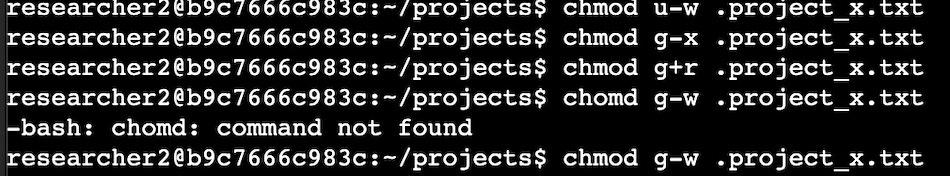 researcher2@b9c7666c983c:~/projects$ chmod u-w .project_x.txt
researcher2@b9c7666c983c:~/projects$ chmod g-x .project_x.txt
researcher2@b9c7666c983c:~/projects$ chmod g+r .project_x.txt
researcher2@b9c7666c983c:~/projects$ chomd g-w .project_x.txt
-bash: chomd: command not found
researcher2@b9c7666c983c:~/projects$ chmod g-w .project_x.txt